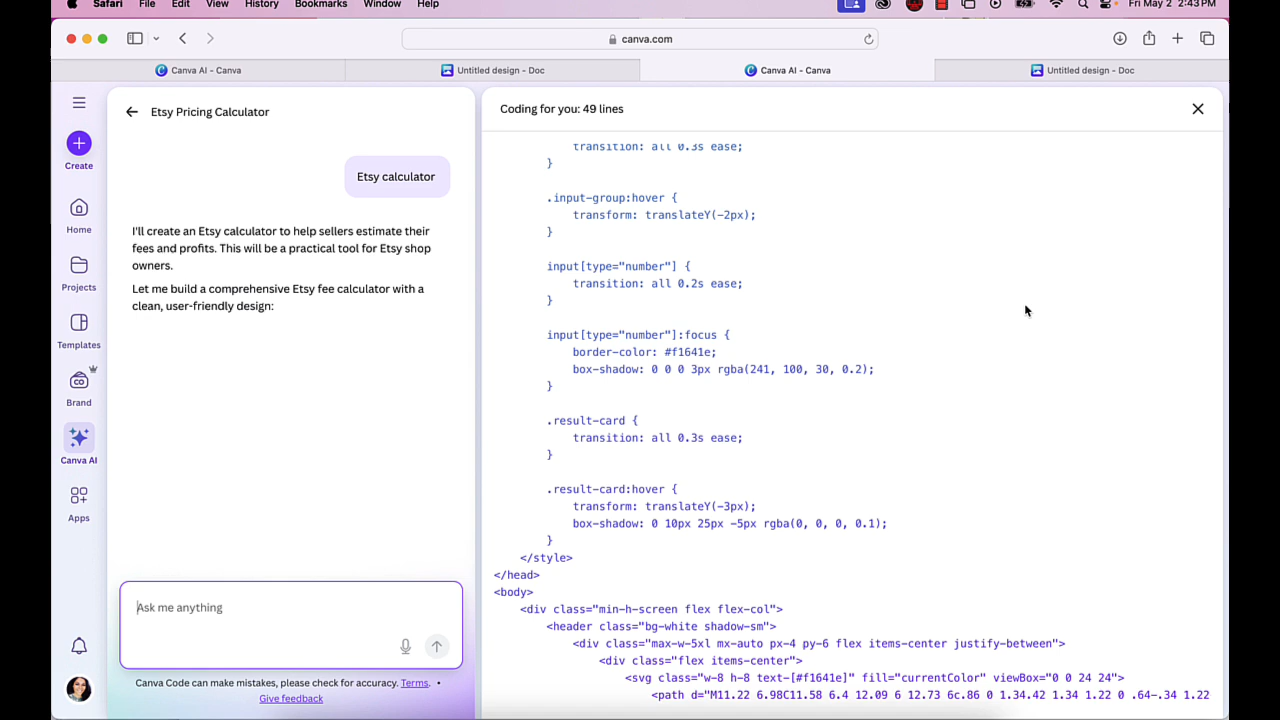 Safari File Edit View History Bookmarks Window Help Fri May 2 2:43 PM
canva.com
Canva AI - Canva
Untitled design - Doc
Canva AI - Canva
Untitled design - Doc
Create
Home
Projects
Templates
Brand
Canva AI
Apps
Etsy Pricing Calculator
Etsy calculator
I'll create an Etsy calculator to help sellers estimate their
fees and profits. This will be a practical tool for Etsy shop
owners.
Let me build a comprehensive Etsy fee calculator with a
clean, user-friendly design:
Ask me anything
Canva Code can make mistakes, please check for accuracy. Terms. •
Give feedback
Coding for you: 49 lines
transition: all 0.3s ease;
}
.input-group:hover {
transform: translateY(-2px);
}
input[type="number"] {
transition: all 0.2s ease;
}
input[type="number"]:focus {
border-color: #f1641e;
box-shadow: 0 0 0 3px rgba(241, 100, 30, 0.2);
}
.result-card {
transition: all 0.3s ease;
}
.result-card:hover {
transform: translateY(-3px);
box-shadow: 0 10px 25px -5px rgba(0, 0, 0, 0.1);
}
</style>
</head>
<body>
<div class="min-h-screen flex flex-col">
<header class="bg-white shadow-sm">
<div class="max-w-5xl mx-auto px-4 py-6 flex items-center justify-between">
<div class="flex items-center">
<svg class="w-8 h-8 text-[#f1641e]" fill="currentColor" viewBox="0 0 24 24">
<path d="M11.22 6.98C11.58 6.4 12.09 6 12.73 6c.86 0 1.34.42 1.34 1.22 0 .64-.34 1.22